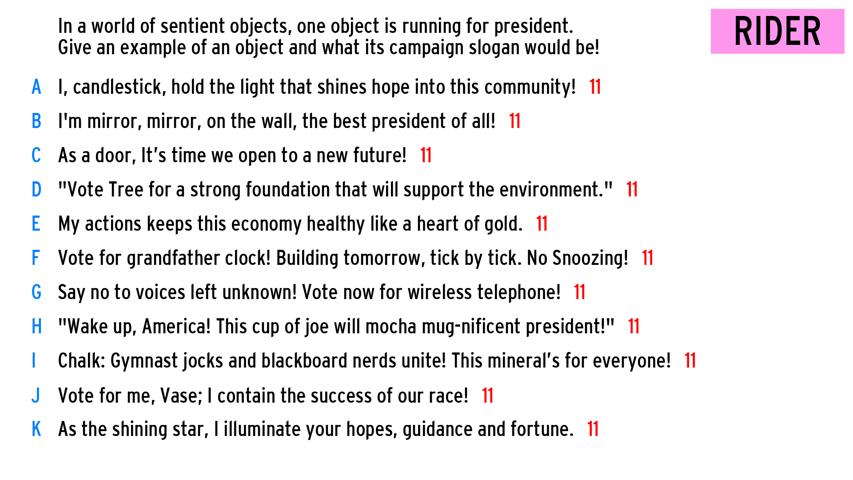 In a world of sentient objects, one object is running for president.
Give an example of an object and what its campaign slogan would be!
RIDER
A I, candlestick, hold the light that shines hope into this community! 11
B I'm mirror, mirror, on the wall, the best president of all! 11
C As a door, It's time we open to a new future! 11
D "Vote Tree for a strong foundation that will support the environment." 11
E My actions keeps this economy healthy like a heart of gold. 11
F Vote for grandfather clock! Building tomorrow, tick by tick. No Snoozing! 11
G Say no to voices left unknown! Vote now for wireless telephone! 11
H "Wake up, America! This cup of joe will mocha mug-nificent president!" 11
I Chalk: Gymnast jocks and blackboard nerds unite! This mineral's for everyone! 11
J Vote for me, Vase; I contain the success of our race! 11
K As the shining star, I illuminate your hopes, guidance and fortune. 11